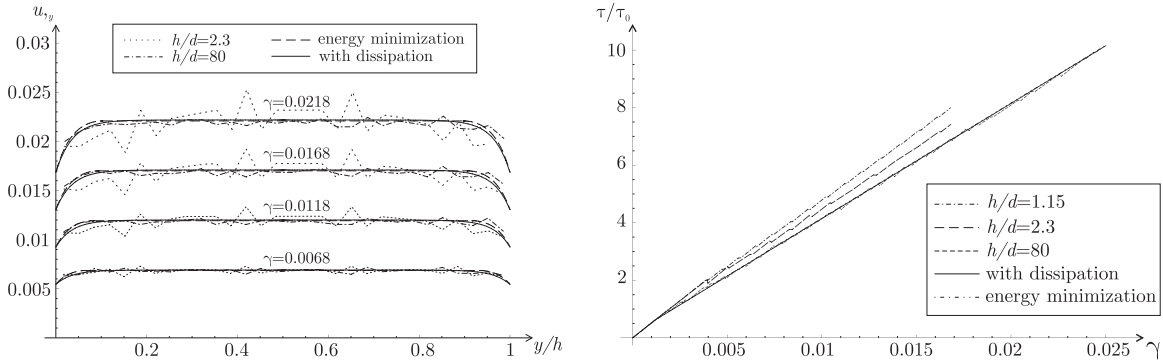 u,y
0.03
0.025
0.02
0.015
0.01
0.005
h/d=2.3
h/d=80
energy minimization
with dissipation
γ=0.0218
γ=0.0168
γ=0.0118
γ=0.0068
0.2
0.4
0.6
0.8
1
y/h
τ/τ0
10
8
6
4
2
h/d=1.15
h/d=2.3
h/d=80
with dissipation
energy minimization
0.005
0.01
0.015
0.02
0.025
γ